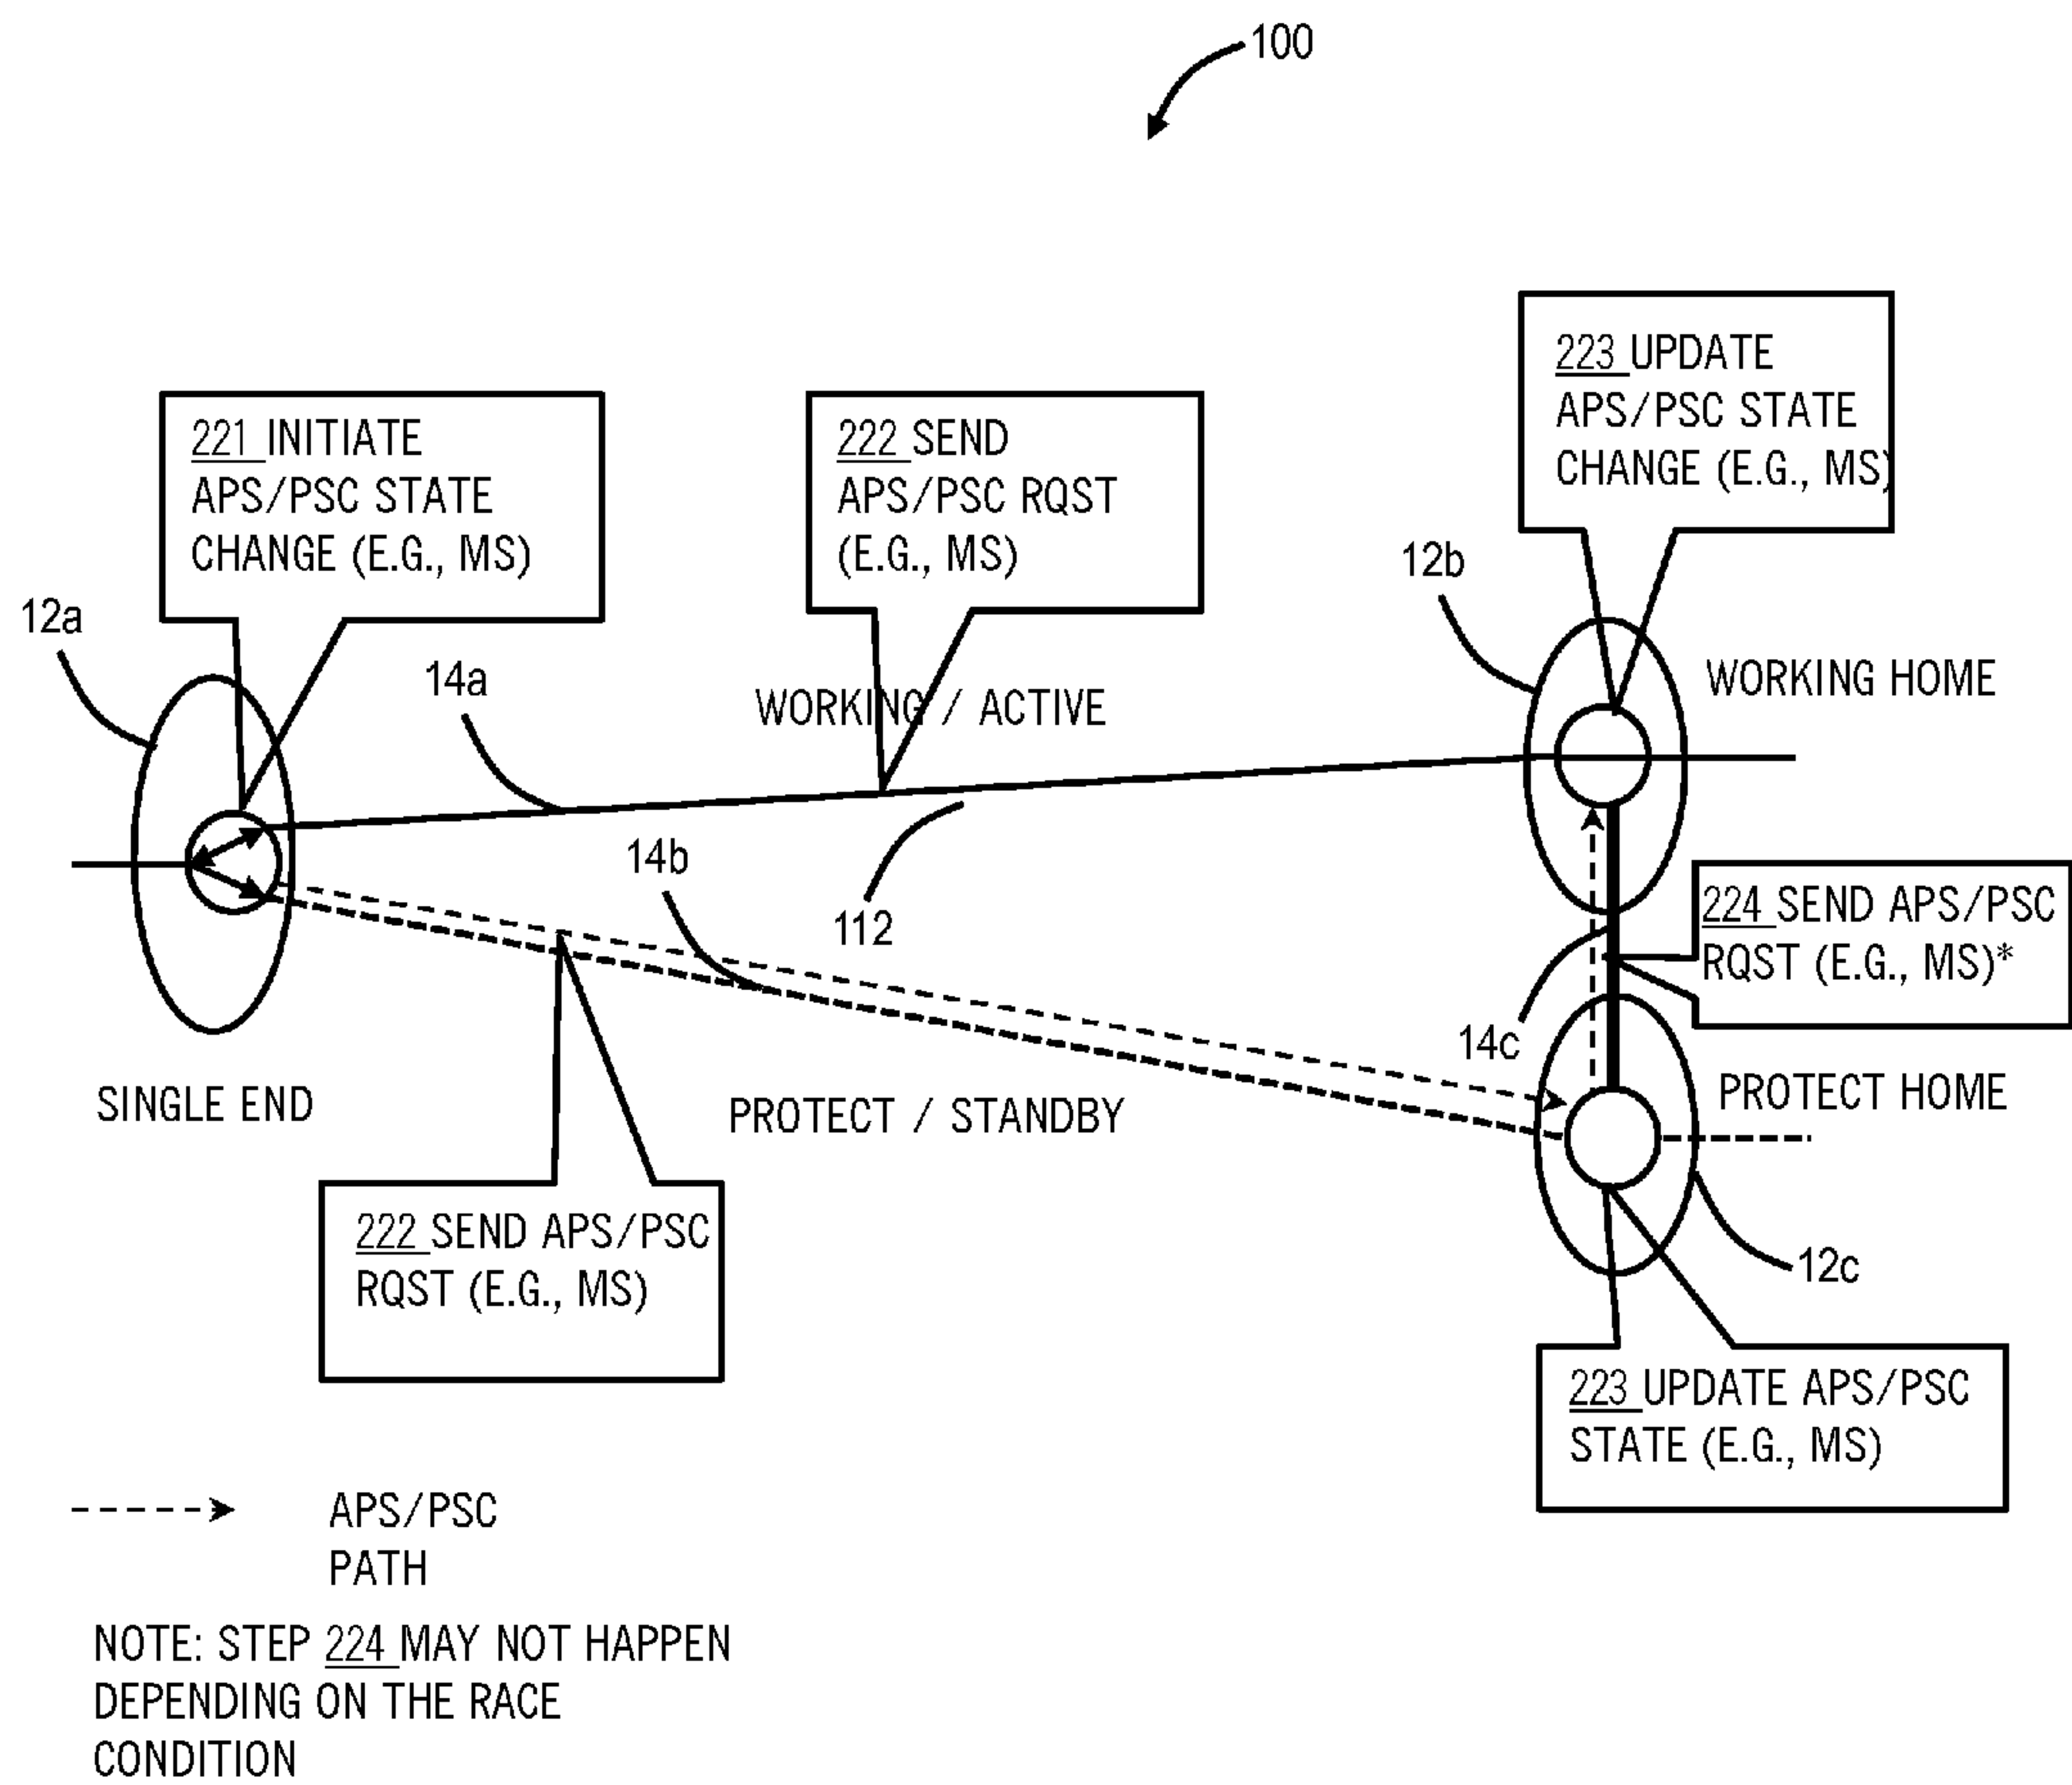 100
223 UPDATE
APS/PSC STATE
CHANGE (E.G., MS)
221 INITIATE
APS/PSC STATE
CHANGE (E.G., MS)
222 SEND
APS/PSC RQST
(E.G., MS)
12a
12b
14a
WORKING / ACTIVE
WORKING HOME
14b
112
224 SEND APS/PSC
RQST (E.G., MS)*
14c
SINGLE END
PROTECT / STANDBY
PROTECT HOME
222 SEND APS/PSC
RQST (E.G., MS)
12c
223 UPDATE APS/PSC
STATE (E.G., MS)
APS/PSC
PATH
NOTE: STEP 224 MAY NOT HAPPEN
DEPENDING ON THE RACE
CONDITION